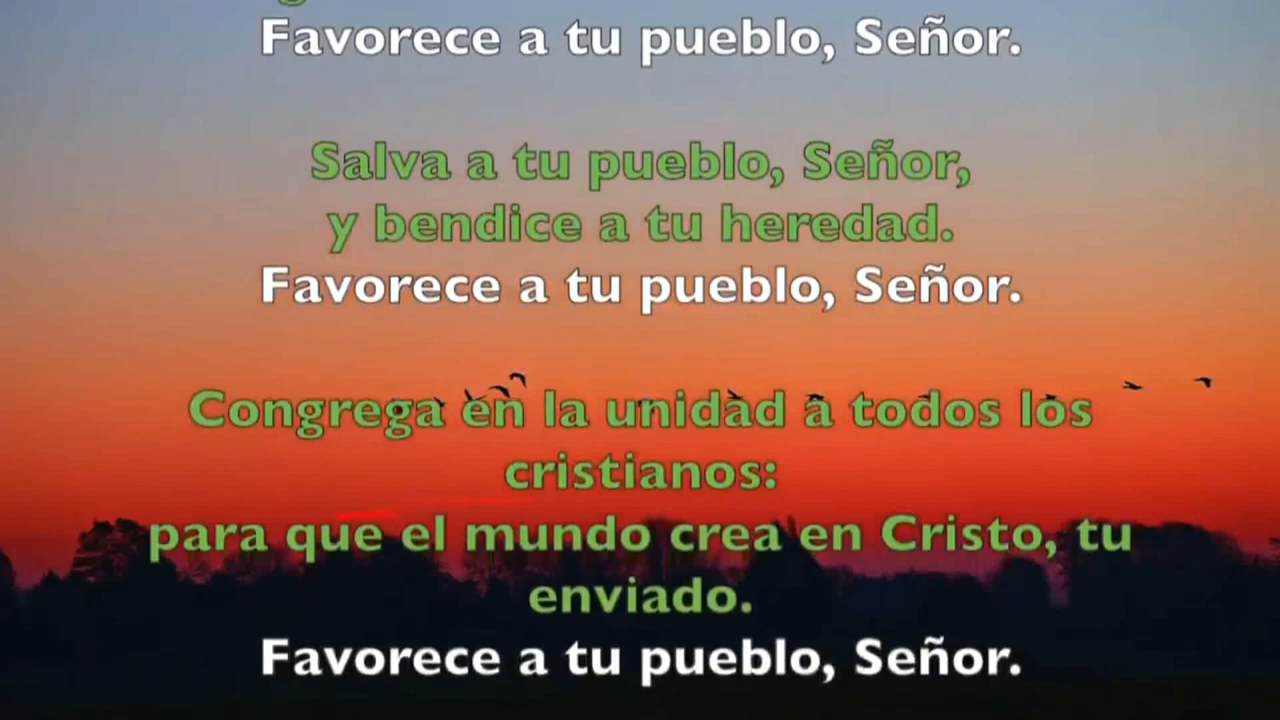 Favorece a tu pueblo, Señor.
Salva a tu pueblo, Señor,
y bendice a tu heredad.
Favorece a tu pueblo, Señor.
Congrega en la unidad a todos los
cristianos:
para que el mundo crea en Cristo, tu
enviado.
Favorece a tu pueblo, Señor.